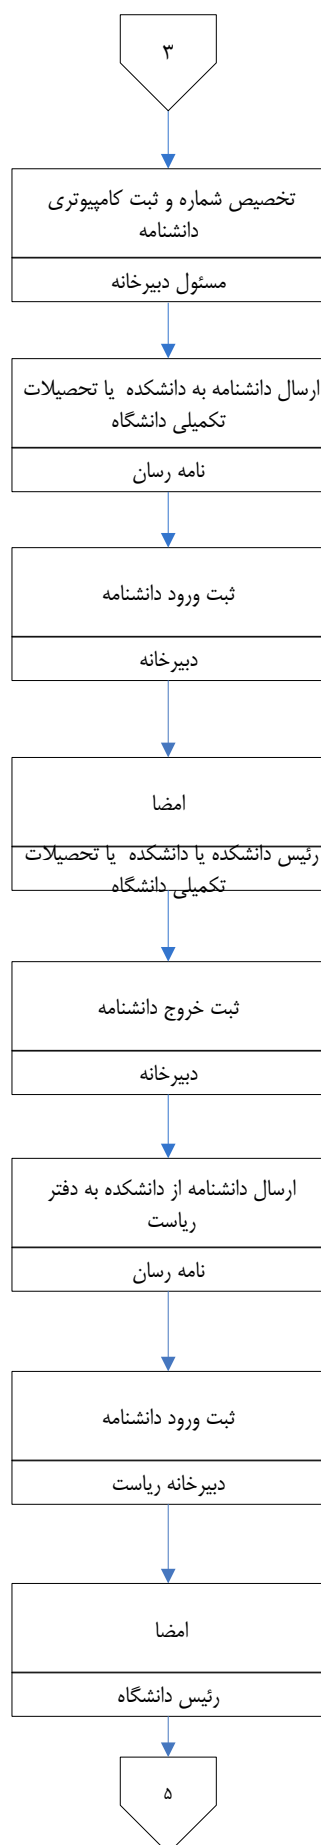 ۳
تخصیص شماره و ثبت کامپیوتری
دانشنامه
مسئول دبیرخانه
ارسال دانشنامه به دانشکده یا تحصیلات
تکمیلی دانشگاه
نامه رسان
ثبت ورود دانشنامه
دبیرخانه
امضا
رئیس دانشکده یا دانشکده یا تحصیلات
تکمیلی دانشگاه
ثبت خروج دانشنامه
دبیرخانه
ارسال دانشنامه از دانشکده به دفتر
ریاست
نامه رسان
ثبت ورود دانشنامه
دبیرخانه ریاست
امضا
رئیس دانشگاه
۵